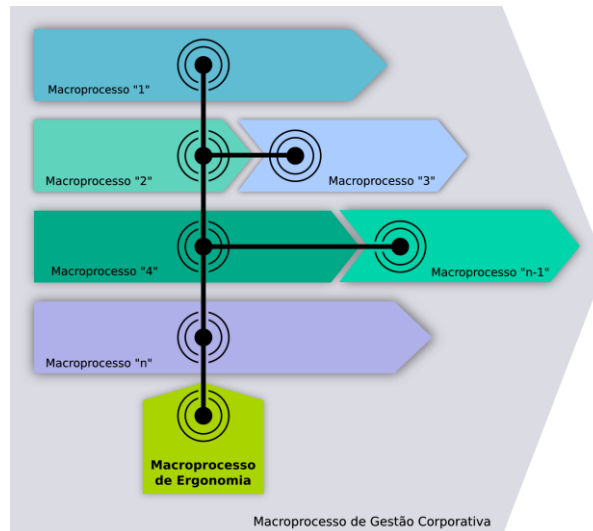 Macroprocesso "1"
Macroprocesso "2"
Macroprocesso "3"
Macroprocesso "4"
Macroprocesso "n-1"
Macroprocesso "n"
Macroprocesso
de Ergonomia
Macroprocesso de Gestão Corporativa